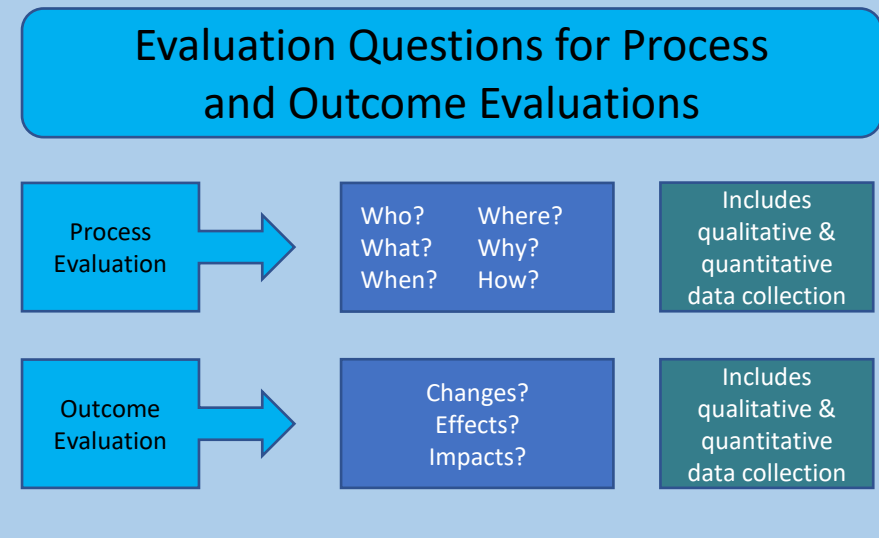 Evaluation Questions for Process
and Outcome Evaluations
Process
Evaluation
Who? Where?
What? Why?
When? How?
Includes
qualitative &
quantitative
data collection
Outcome
Evaluation
Changes?
Effects?
Impacts?
Includes
qualitative &
quantitative
data collection